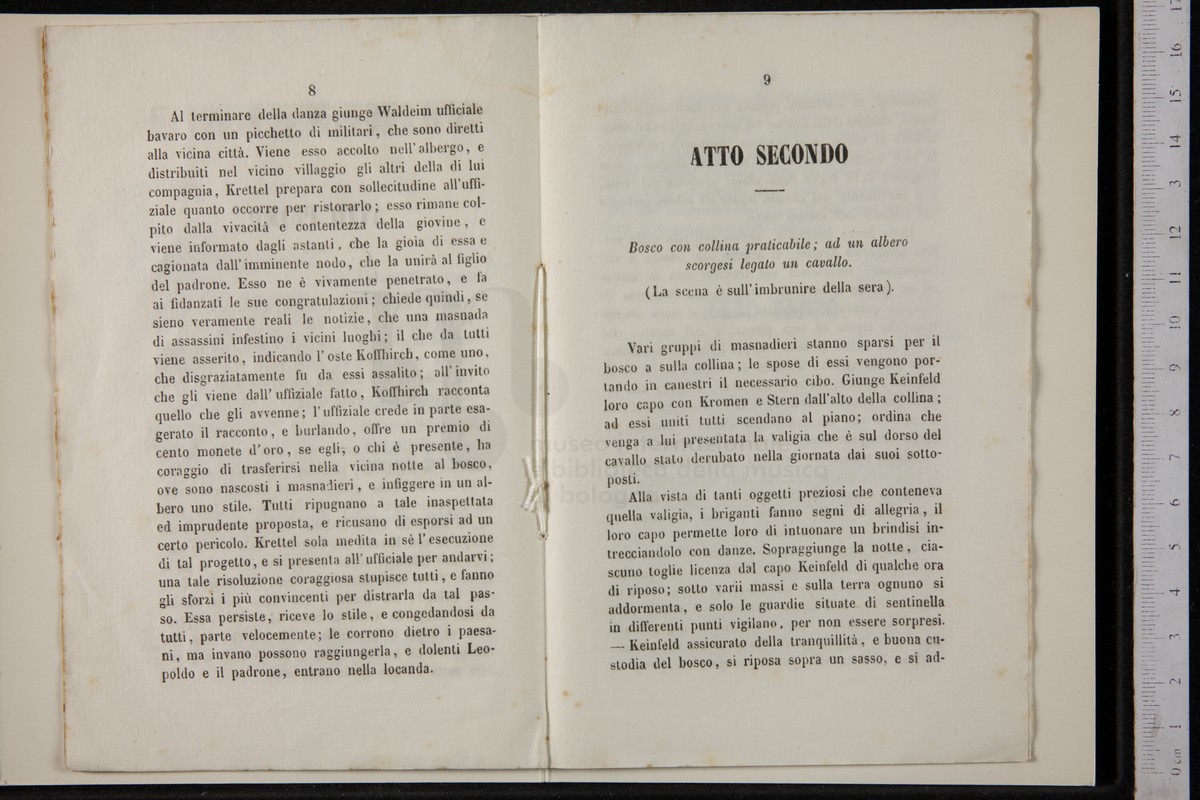 8
Al terminare della danza giunge Waldeim ufficiale
bavaro con un picchetto di militari, che sono diretti
alla vicina città. Viene esso accolto nell'albergo, e
distribuiti nel vicino villaggio gli altri della di lui
compagnia, Krettel prepara con sollecitudine all'uffi-
ziale quanto occorre per ristorarlo; esso rimane col-
pito dalla vivacità e contentezza della giovine, e
viene informato dagli astanti, che la gioia di essa e
cagionata dall'imminente nodo, che la unirà al figlio
del padrone. Esso ne è vivamente penetrato, e fa
ai fidanzati le sue congratulazioni; chiede quindi, se
sieno veramente reali le notizie, che una masnada
di assassini infestino i vicini luoghi; il che da tutti
viene asserito, indicando l'oste Koffhirch, come uno,
che disgraziatamente fu da essi assalito; all'invito
che gli viene dall'uffiziale fatto, Koffhirch racconta
quello che gli avvenne; l'uffiziale crede in parte esa-
gerato il racconto, e burlando, offre un premio di
cento monete d'oro, se egli, o chi è presente, ha
coraggio di trasferirsi nella vicina notte al bosco,
ove sono nascosti i masnadieri, e infiggere in un al-
bero uno stile. Tutti ripugnano a tale inaspettata
ed imprudente proposta, e ricusano di esporsi ad un
certo pericolo. Krettel sola medita in sè l'esecuzione
di tal progetto, e si presenta all'ufficiale per andarvi;
una tale risoluzione coraggiosa stupisce tutti, e fanno
gli sforzi i più convincenti per distrarla da tal pas-
so. Essa persiste, riceve lo stile, e congedandosi da
tutti, parte velocemente; le corrono dietro i paesa-
ni, ma invano possono raggiungerla, e dolenti Leo-
poldo e il padrone, entrano nella locanda.
9
ATTO SECONDO
Bosco con collina praticabile; ad un albero
scorgesi legato un cavallo.
(La scena è sull'imbrunire della sera).
Vari gruppi di masnadieri stanno sparsi per il
bosco a sulla collina; le spose di essi vengono por-
tando in canestri il necessario cibo. Giunge Keinfeld
loro capo con Kromen e Stern dall'alto della collina;
ad essi uniti tutti scendano al piano; ordina che
venga a lui presentata la valigia che è sul dorso del
cavallo stato derubato nella giornata dai suoi sotto-
posti.
Alla vista di tanti oggetti preziosi che conteneva
quella valigia, i briganti fanno segni di allegria, il
loro capo permette loro di intuonare un brindisi in-
trecciandolo con danze. Sopraggiunge la notte, cia-
scuno toglie licenza dal capo Keinfeld di qualche ora
di riposo; sotto varii massi e sulla terra ognuno si
addormenta, e solo le guardie situate di sentinella
in differenti punti vigilano, per non essere sorpresi.
— Keinfeld assicurato della tranquillità, e buona cu-
stodia del bosco, si riposa sopra un sasso, e si ad-
0 cm 1 2 3 4 5 6 7 8 9 10 11 12 13 14 15 16 17